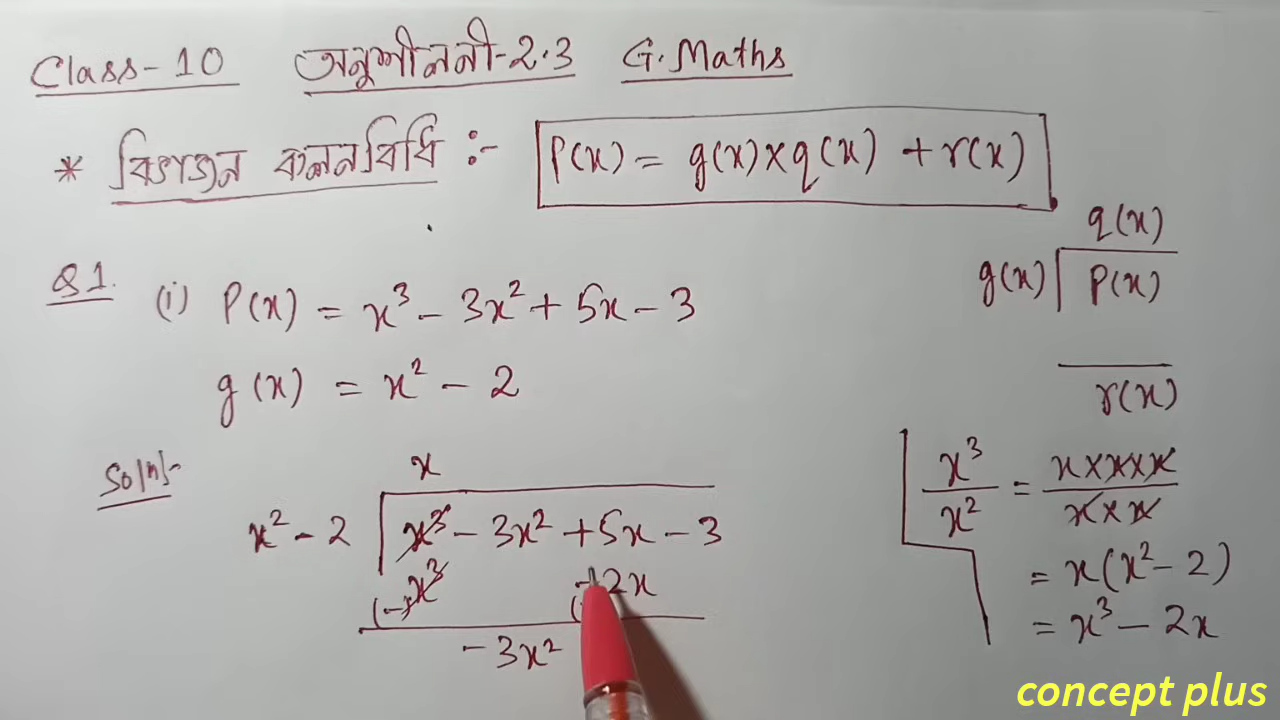 Class-10 অনুশীলনী-2.3 G.Maths
* বিভাজন কলনবিধি :- P(x) = g(x)×q(x) + r(x)
q(x)
g(x) P(x)
r(x)
Q1. (i) P(x) = x³ - 3x² + 5x - 3
g(x) = x² - 2
Soln:-
x
x² - 2 x³ - 3x² + 5x - 3
(-) x³ -2x
- 3x²
x³/x² = x×x×x/x×x
= x(x² - 2)
= x³ - 2x
concept plus